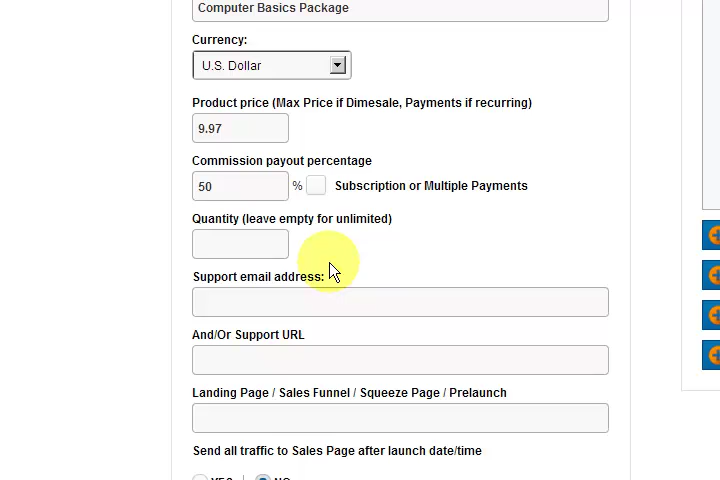 Computer Basics Package
Currency:
U.S. Dollar
Product price (Max Price if Dimesale, Payments if recurring)
9.97
Commission payout percentage
50 % Subscription or Multiple Payments
Quantity (leave empty for unlimited)
Support email address:
And/Or Support URL
Landing Page / Sales Funnel / Squeeze Page / Prelaunch
Send all traffic to Sales Page after launch date/time
YES | NO